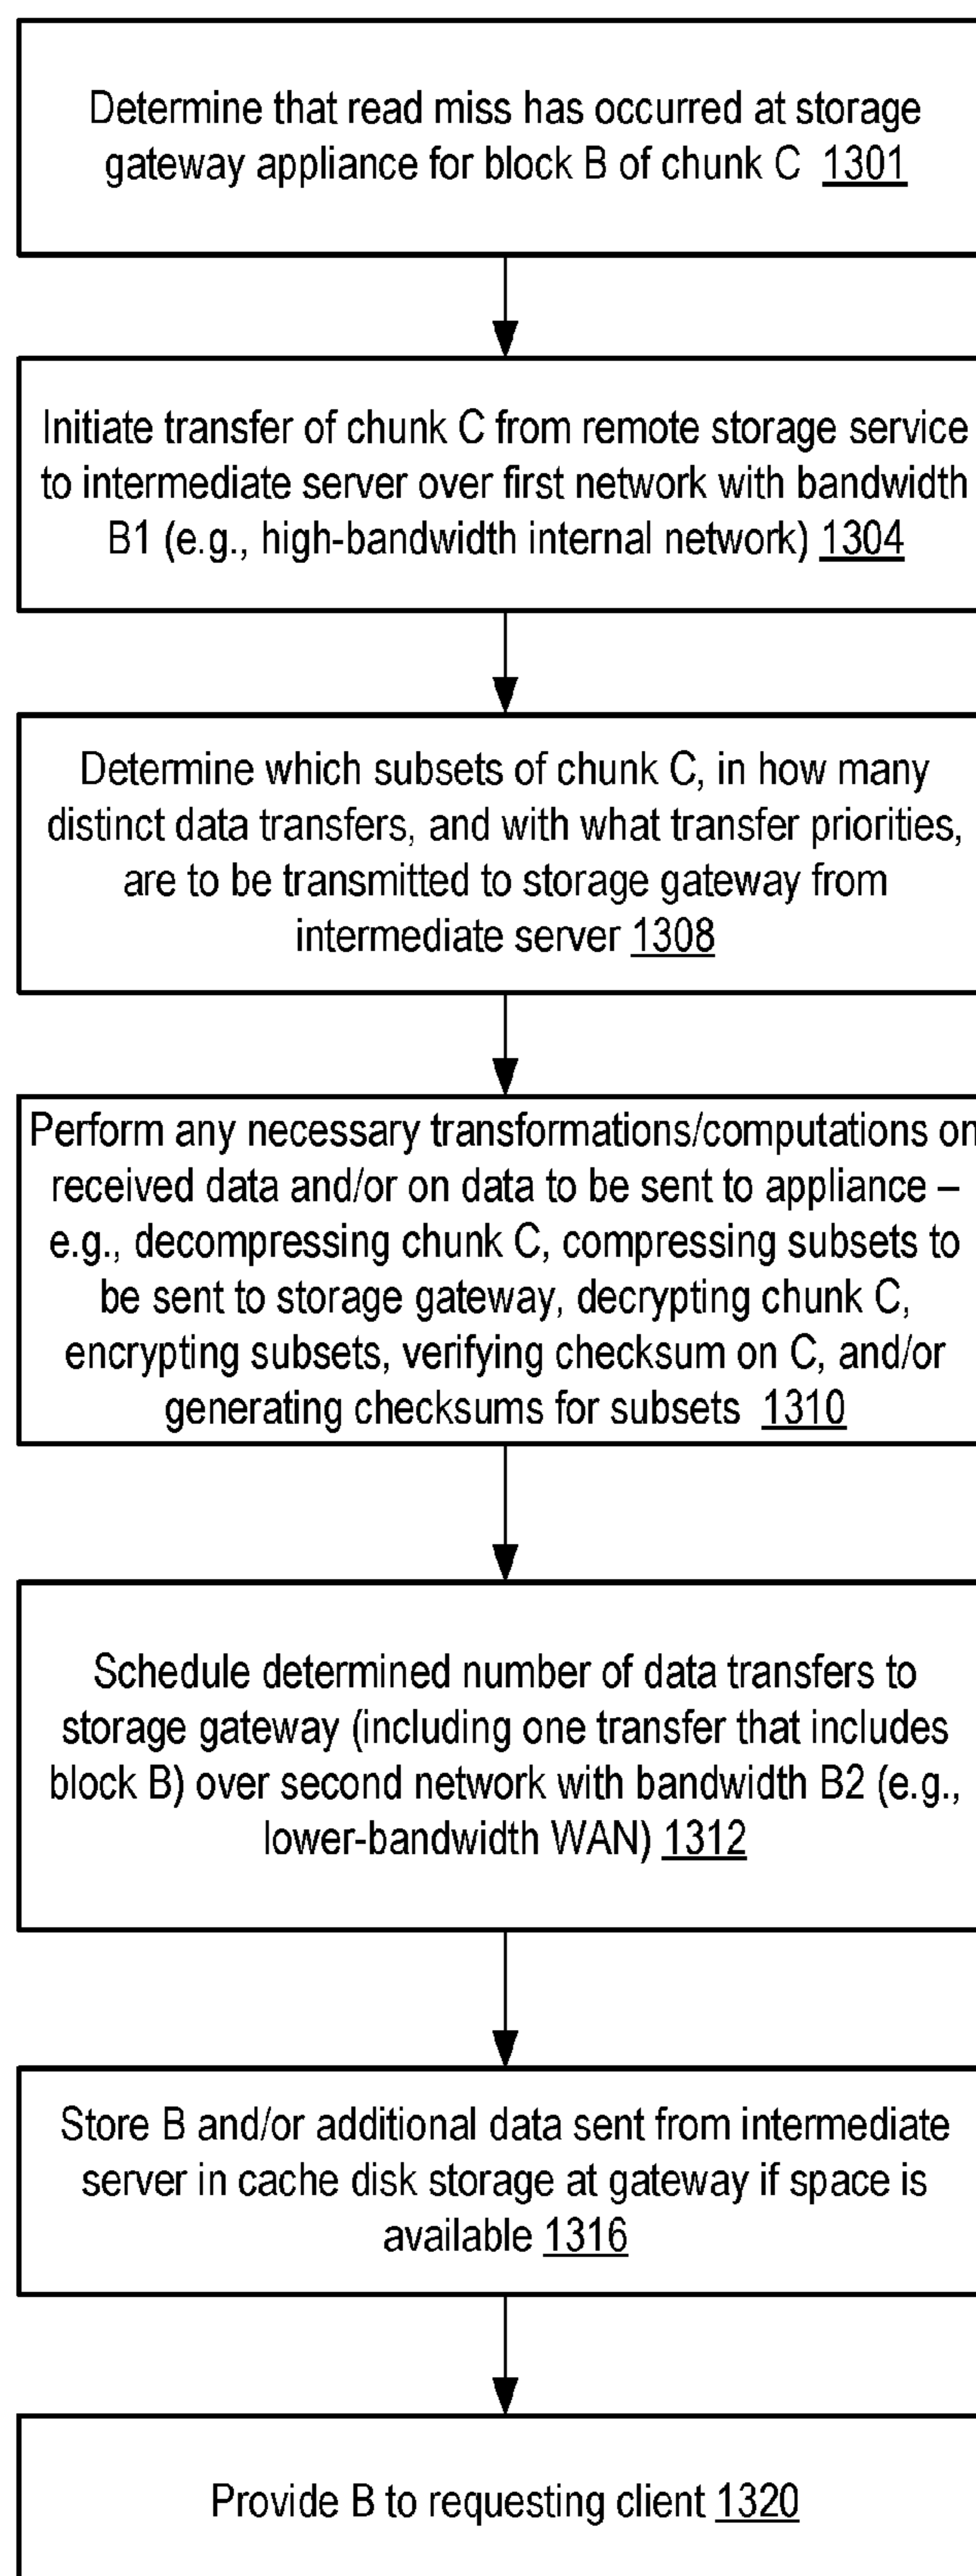 Determine that read miss has occurred at storage
gateway appliance for block B of chunk C 1301
Initiate transfer of chunk C from remote storage service
to intermediate server over first network with bandwidth
B1 (e.g., high-bandwidth internal network) 1304
Determine which subsets of chunk C, in how many
distinct data transfers, and with what transfer priorities,
are to be transmitted to storage gateway from
intermediate server 1308
Perform any necessary transformations/computations on
received data and/or on data to be sent to appliance –
e.g., decompressing chunk C, compressing subsets to
be sent to storage gateway, decrypting chunk C,
encrypting subsets, verifying checksum on C, and/or
generating checksums for subsets 1310
Schedule determined number of data transfers to
storage gateway (including one transfer that includes
block B) over second network with bandwidth B2 (e.g.,
lower-bandwidth WAN) 1312
Store B and/or additional data sent from intermediate
server in cache disk storage at gateway if space is
available 1316
Provide B to requesting client 1320